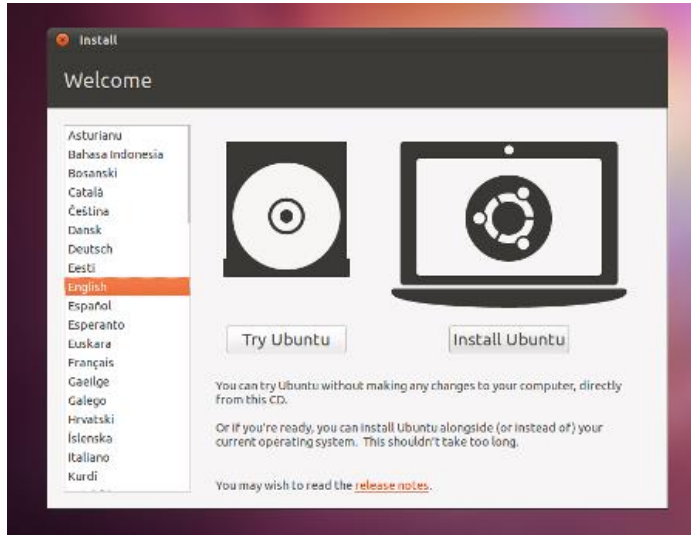 Install
Welcome
Asturianu
Bahasa Indonesia
Bosanski
Català
Čeština
Dansk
Deutsch
Eesti
English
Español
Esperanto
Euskara
Français
Gaeilge
Galego
Hrvatski
Íslenska
Italiano
Kurdî
Try Ubuntu
Install Ubuntu
You can try Ubuntu without making any changes to your computer, directly
from this CD.
Or if you're ready, you can install Ubuntu alongside (or instead of) your
current operating system. This shouldn't take too long.
You may wish to read the release notes.